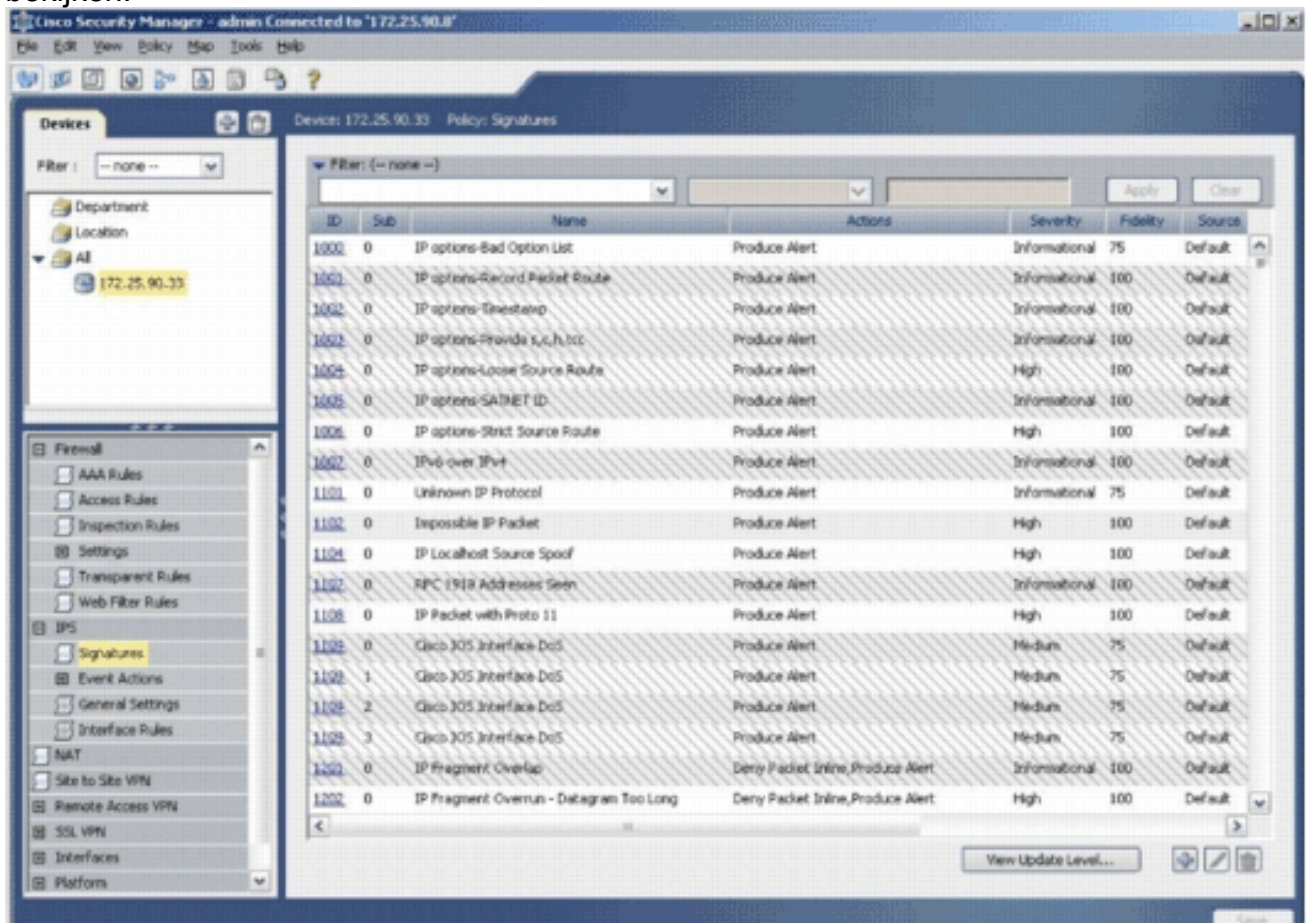 bekijken.
Cisco Security Manager - admin Connected to '172.25.90.8'
File Edit View Policy Map Tools Help
Devices
Device: 172.25.90.33 Policy: Signatures
Filter : -- none --
Filter: (-- none --)
Apply Clear
Department
Location
All
172.25.90.33
ID Sub Name Actions Severity Fidelity Source
1000 0 IP options-Bad Option List Produce Alert Informational 75 Default
1001 0 IP options-Record Packet Route Produce Alert Informational 100 Default
1002 0 IP options-Timestamp Produce Alert Informational 100 Default
1003 0 IP options-Provide s,c,h,tcc Produce Alert Informational 100 Default
1004 0 IP options-Loose Source Route Produce Alert High 100 Default
1005 0 IP options-SATNET ID Produce Alert Informational 100 Default
1006 0 IP options-Strict Source Route Produce Alert High 100 Default
1007 0 IPv6 over IPv4 Produce Alert Informational 100 Default
1101 0 Unknown IP Protocol Produce Alert Informational 75 Default
1102 0 Impossible IP Packet Produce Alert High 100 Default
1104 0 IP Localhost Source Spoof Produce Alert High 100 Default
1107 0 RFC 1918 Addresses Seen Produce Alert Informational 100 Default
1108 0 IP Packet with Proto 11 Produce Alert High 100 Default
1109 0 Cisco IOS Interface DoS Produce Alert Medium 75 Default
1109 1 Cisco IOS Interface DoS Produce Alert Medium 75 Default
1109 2 Cisco IOS Interface DoS Produce Alert Medium 75 Default
1109 3 Cisco IOS Interface DoS Produce Alert Medium 75 Default
1201 0 IP Fragment Overlap Deny Packet Inline,Produce Alert Informational 100 Default
1202 0 IP Fragment Overrun - Datagram Too Long Deny Packet Inline,Produce Alert High 100 Default
Firewall
AAA Rules
Access Rules
Inspection Rules
Settings
Transparent Rules
Web Filter Rules
IPS
Signatures
Event Actions
General Settings
Interface Rules
NAT
Site to Site VPN
Remote Access VPN
SSL VPN
Interfaces
Platform
View Update Level...